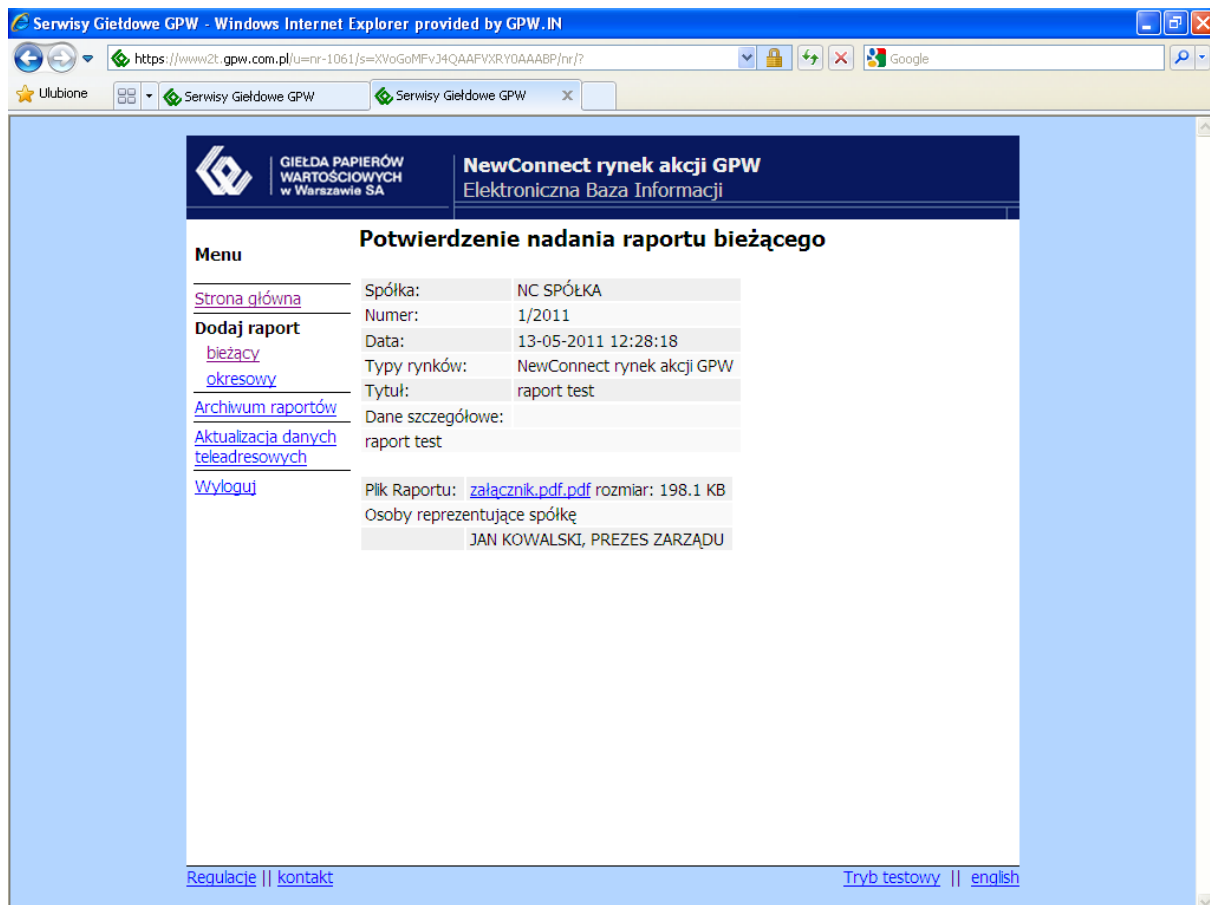 Serwisy Giełdowe GPW - Windows Internet Explorer provided by GPW.IN
https://www2t.gpw.com.pl/u=nr-1061/s=XVoGoMFvJ4QAAFVXRY0AAABP/nr/?
Google
Ulubione
Serwisy Giełdowe GPW
Serwisy Giełdowe GPW
GIEŁDA PAPIERÓW
WARTOŚCIOWYCH
w Warszawie SA
NewConnect rynek akcji GPW
Elektroniczna Baza Informacji
Menu
Strona główna
Dodaj raport
bieżący
okresowy
Archiwum raportów
Aktualizacja danych
teleadresowych
Wyloguj
Potwierdzenie nadania raportu bieżącego
Spółka: NC SPÓŁKA
Numer: 1/2011
Data: 13-05-2011 12:28:18
Typy rynków: NewConnect rynek akcji GPW
Tytuł: raport test
Dane szczegółowe:
raport test
Plik Raportu: załącznik.pdf.pdf rozmiar: 198.1 KB
Osoby reprezentujące spółkę
JAN KOWALSKI, PREZES ZARZĄDU
Regulacje || kontakt
Tryb testowy || english